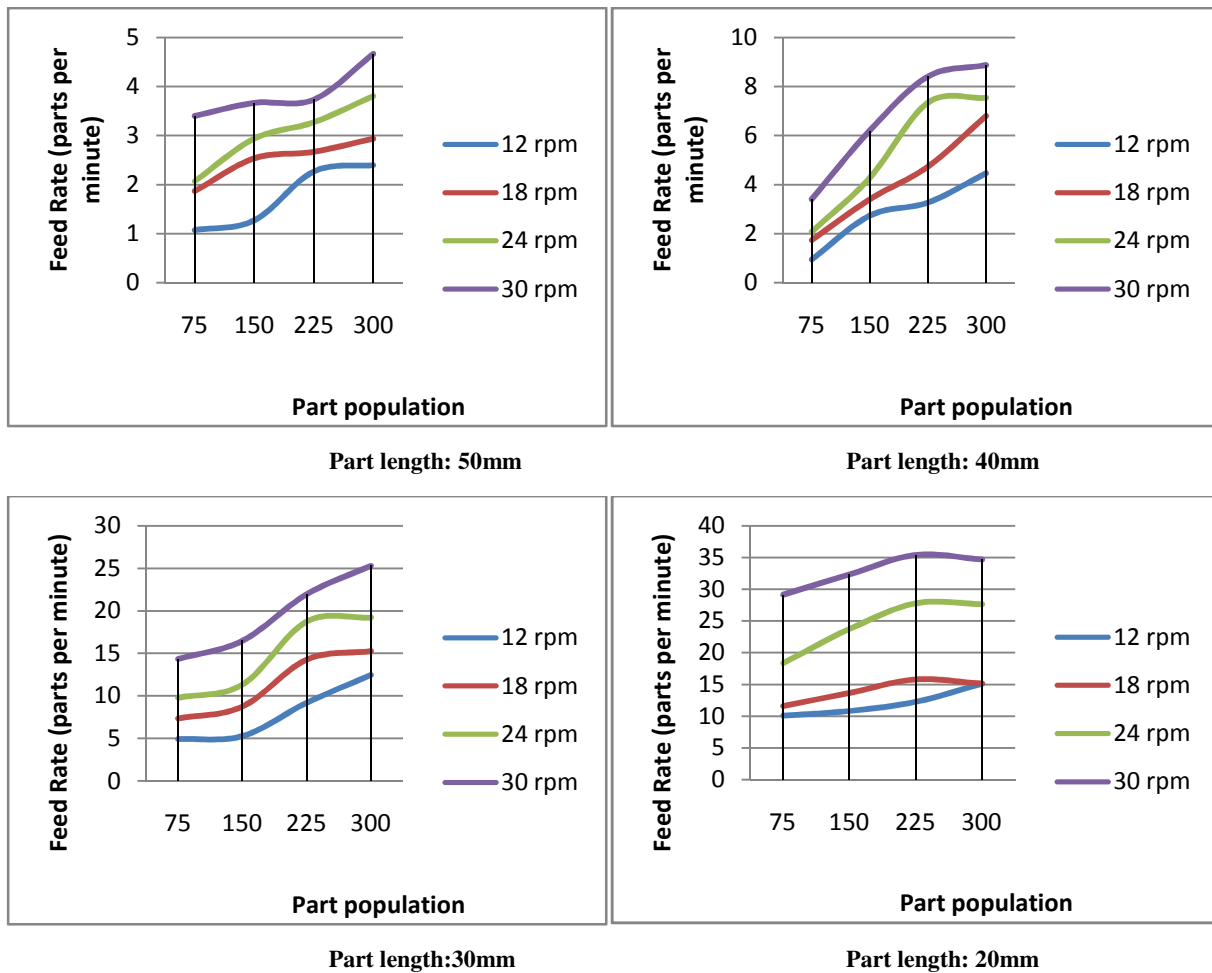 Feed Rate (parts per
minute)
5
4
3
2
1
0
75 150 225 300
Part population
12 rpm
18 rpm
24 rpm
30 rpm
Feed Rate (parts per
minute)
10
8
6
4
2
0
75 150 225 300
Part population
12 rpm
18 rpm
24 rpm
30 rpm
Part length: 50mm
Part length: 40mm
Feed Rate (parts per minute)
30
25
20
15
10
5
0
75 150 225 300
Part population
12 rpm
18 rpm
24 rpm
30 rpm
Feed Rate (parts per minute)
40
35
30
25
20
15
10
5
0
75 150 225 300
Part population
12 rpm
18 rpm
24 rpm
30 rpm
Part length:30mm
Part length: 20mm